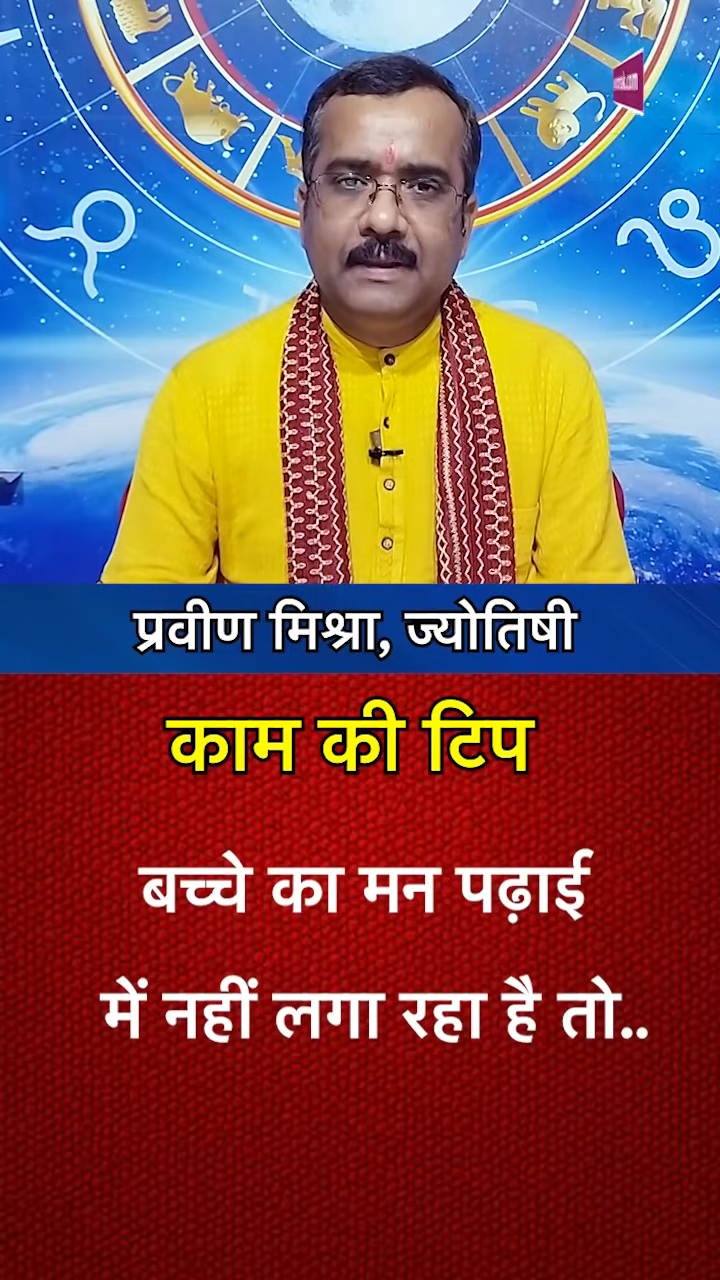 प्रवीण मिश्रा, ज्योतिषी
काम की टिप
बच्चे का मन पढ़ाई
में नहीं लगा रहा है तो..